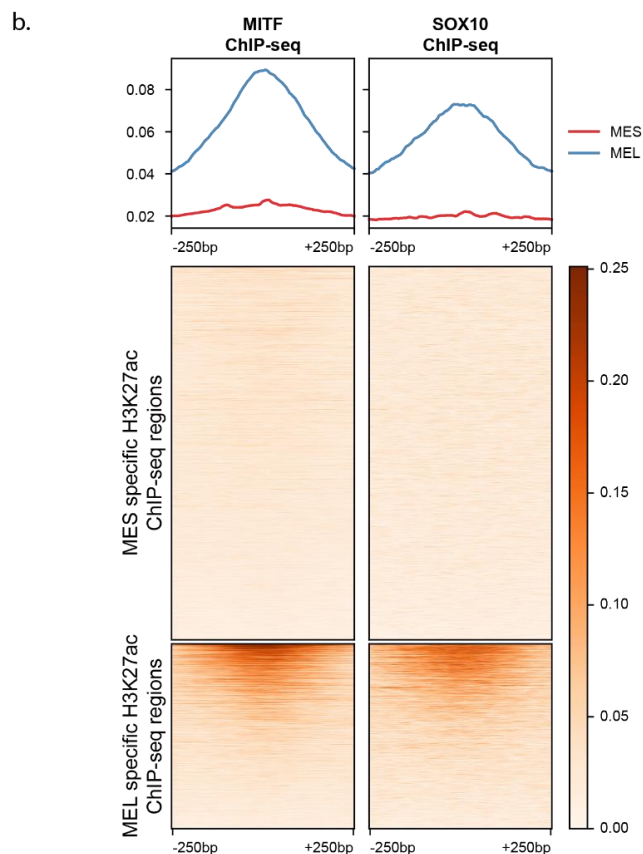 b.
MITF
ChIP-seq
SOX10
ChIP-seq
0.08
0.06
0.04
0.02
MES
MEL
-250bp
+250bp
-250bp
+250bp
MES specific H3K27ac
ChIP-seq regions
MEL specific H3K27ac
ChIP-seq regions
0.25
0.20
0.15
0.10
0.05
0.00
-250bp
+250bp
-250bp
+250bp